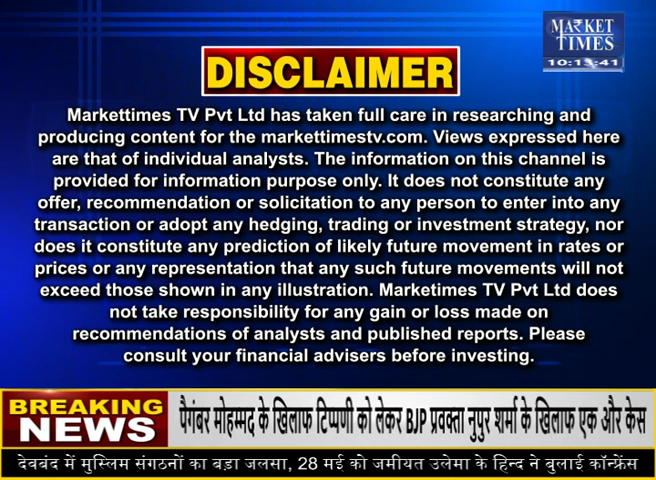 MARKET
TIMES
10:15:41
DISCLAIMER
Markettimes TV Pvt Ltd has taken full care in researching and
producing content for the markettimestv.com. Views expressed here
are that of individual analysts. The information on this channel is
provided for information purpose only. It does not constitute any
offer, recommendation or solicitation to any person to enter into any
transaction or adopt any hedging, trading or investment strategy, nor
does it constitute any prediction of likely future movement in rates or
prices or any representation that any such future movements will not
exceed those shown in any illustration. Marketimes TV Pvt Ltd does
not take responsibility for any gain or loss made on
recommendations of analysts and published reports. Please
consult your financial advisers before investing.
BREAKING
NEWS
पैगंबर मोहम्मद के खिलाफ टिप्पणी को लेकर BJP प्रवक्ता नुपुर शर्मा के खिलाफ एक और केस
देवबंद में मुस्लिम संगठनों का बड़ा जलसा, 28 मई को जमीयत उलेमा के हिन्द ने बुलाई कॉन्फ्रेंस